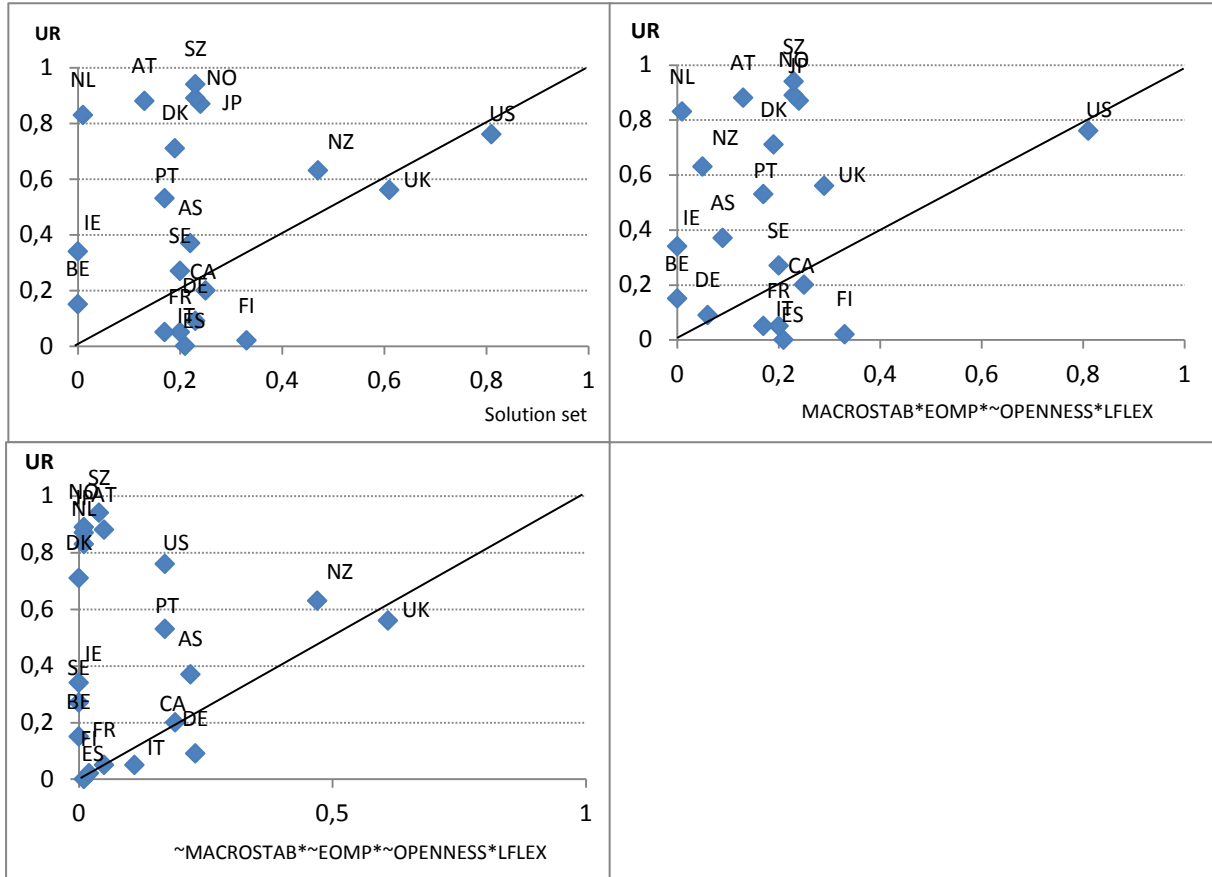 UR
SZ
NL
AT
NO
JP
DK
US
NZ
PT
UK
AS
IE
SE
BE
CA
DE
FR
FI
IT
ES
1
0,8
0,6
0,4
0,2
0
0
0,2
0,4
0,6
0,8
1
Solution set
UR
SZ
NO
JP
NL
AT
DK
US
NZ
PT
UK
AS
IE
SE
BE
CA
DE
FR
FI
IT
ES
1
0,8
0,6
0,4
0,2
0
0
0,2
0,4
0,6
0,8
1
MACROSTAB*EOMP*~OPENNESS*LFLEX
UR
SZ
NO
JP
AT
NL
DK
US
NZ
PT
UK
AS
IE
SE
BE
CA
DE
FR
FI
IT
ES
1
0,8
0,6
0,4
0,2
0
0
0,5
1
~MACROSTAB*~EOMP*~OPENNESS*LFLEX